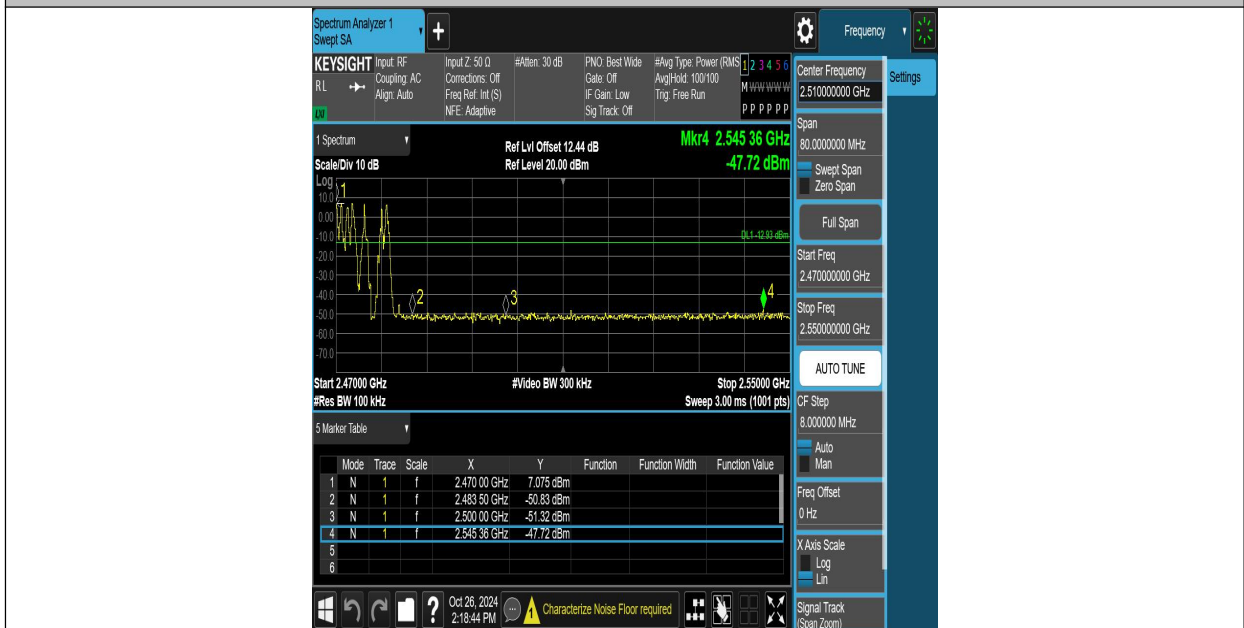 Spectrum Analyzer 1
Swept SA
+
Frequency
KEYSIGHT
RL
LXI
Input: RF
Coupling: AC
Align: Auto
Input Z: 50 Ω
Corrections: Off
Freq Ref: Int (S)
NFE: Adaptive
#Atten: 30 dB
PNO: Best Wide
Gate: Off
IF Gain: Low
Sig Track: Off
#Avg Type: Power (RMS
Avg|Hold: 100/100
Trig: Free Run
1 2 3 4 5 6
M W W W W W
P P P P P P
1 Spectrum
Scale/Div 10 dB
Ref Lvl Offset 12.44 dB
Ref Level 20.00 dBm
Mkr4 2.545 36 GHz
-47.72 dBm
Log
10.0
0.00
-10.0
-20.0
-30.0
-40.0
-50.0
-60.0
-70.0
1
2
3
4
DL1 -12.93 dBm
Start 2.47000 GHz
#Video BW 300 kHz
Stop 2.55000 GHz
#Res BW 100 kHz
Sweep 3.00 ms (1001 pts)
5 Marker Table
Mode Trace Scale X Y Function Function Width Function Value
1 N 1 f 2.470 00 GHz 7.075 dBm
2 N 1 f 2.483 50 GHz -50.83 dBm
3 N 1 f 2.500 00 GHz -51.32 dBm
4 N 1 f 2.545 36 GHz -47.72 dBm
5
6
?
Oct 26, 2024
2:18:44 PM
Characterize Noise Floor required
Center Frequency
2.510000000 GHz
Settings
Span
80.0000000 MHz
Swept Span
Zero Span
Full Span
Start Freq
2.470000000 GHz
Stop Freq
2.550000000 GHz
AUTO TUNE
CF Step
8.000000 MHz
Auto
Man
Freq Offset
0 Hz
X Axis Scale
Log
Lin
Signal Track
(Span Zoom)